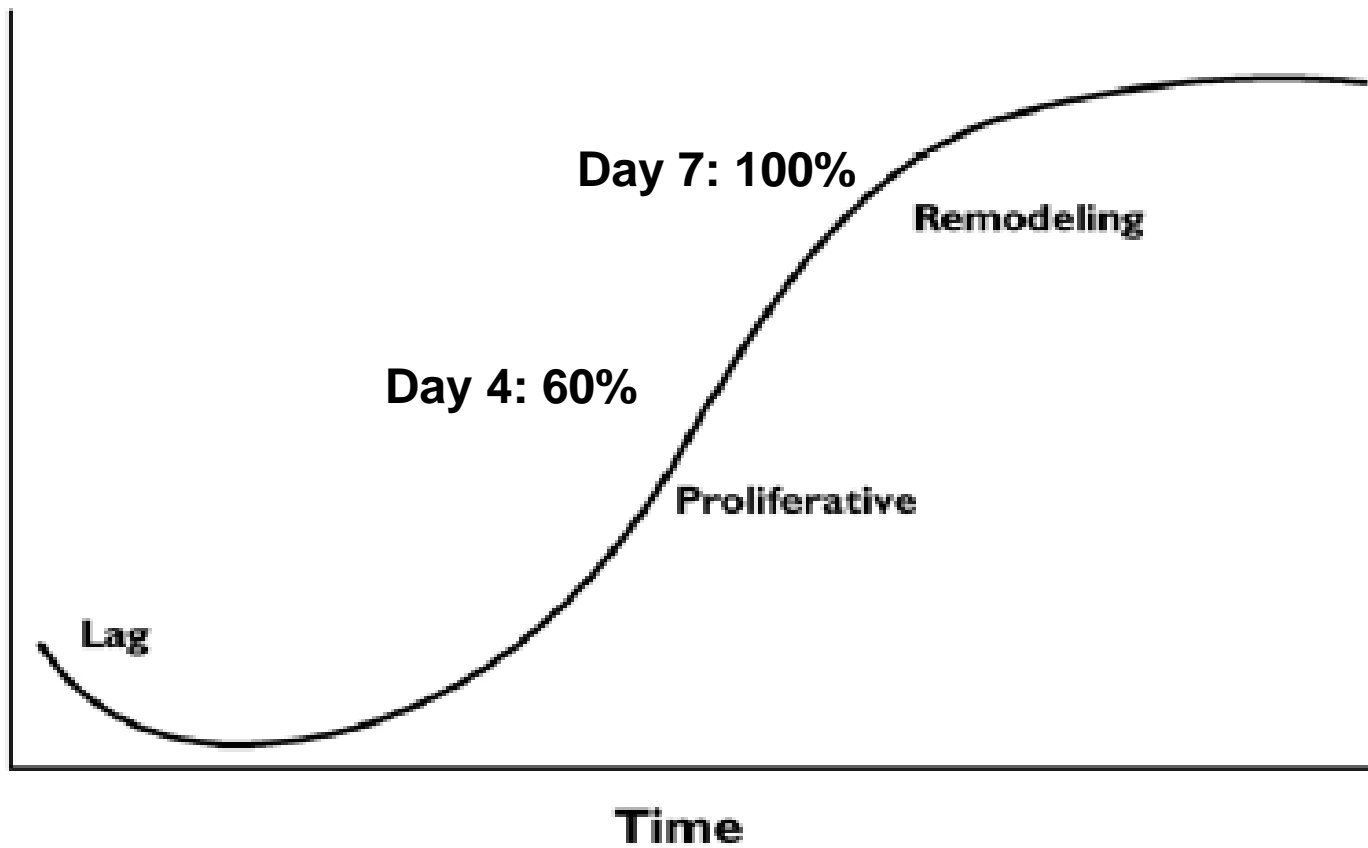 Day 7: 100%
Remodeling
Day 4: 60%
Proliferative
Lag
Time